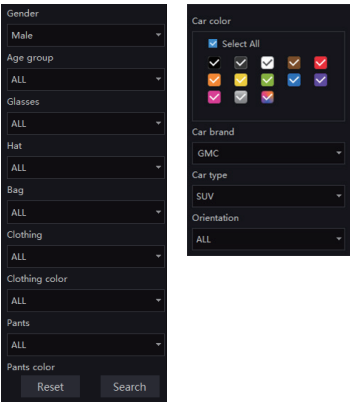 Gender
Male
Age group
ALL
Glasses
ALL
Hat
ALL
Bag
ALL
Clothing
ALL
Clothing color
ALL
Pants
ALL
Pants color
Reset
Search
Car color
Select All
Car brand
GMC
Car type
SUV
Orientation
ALL